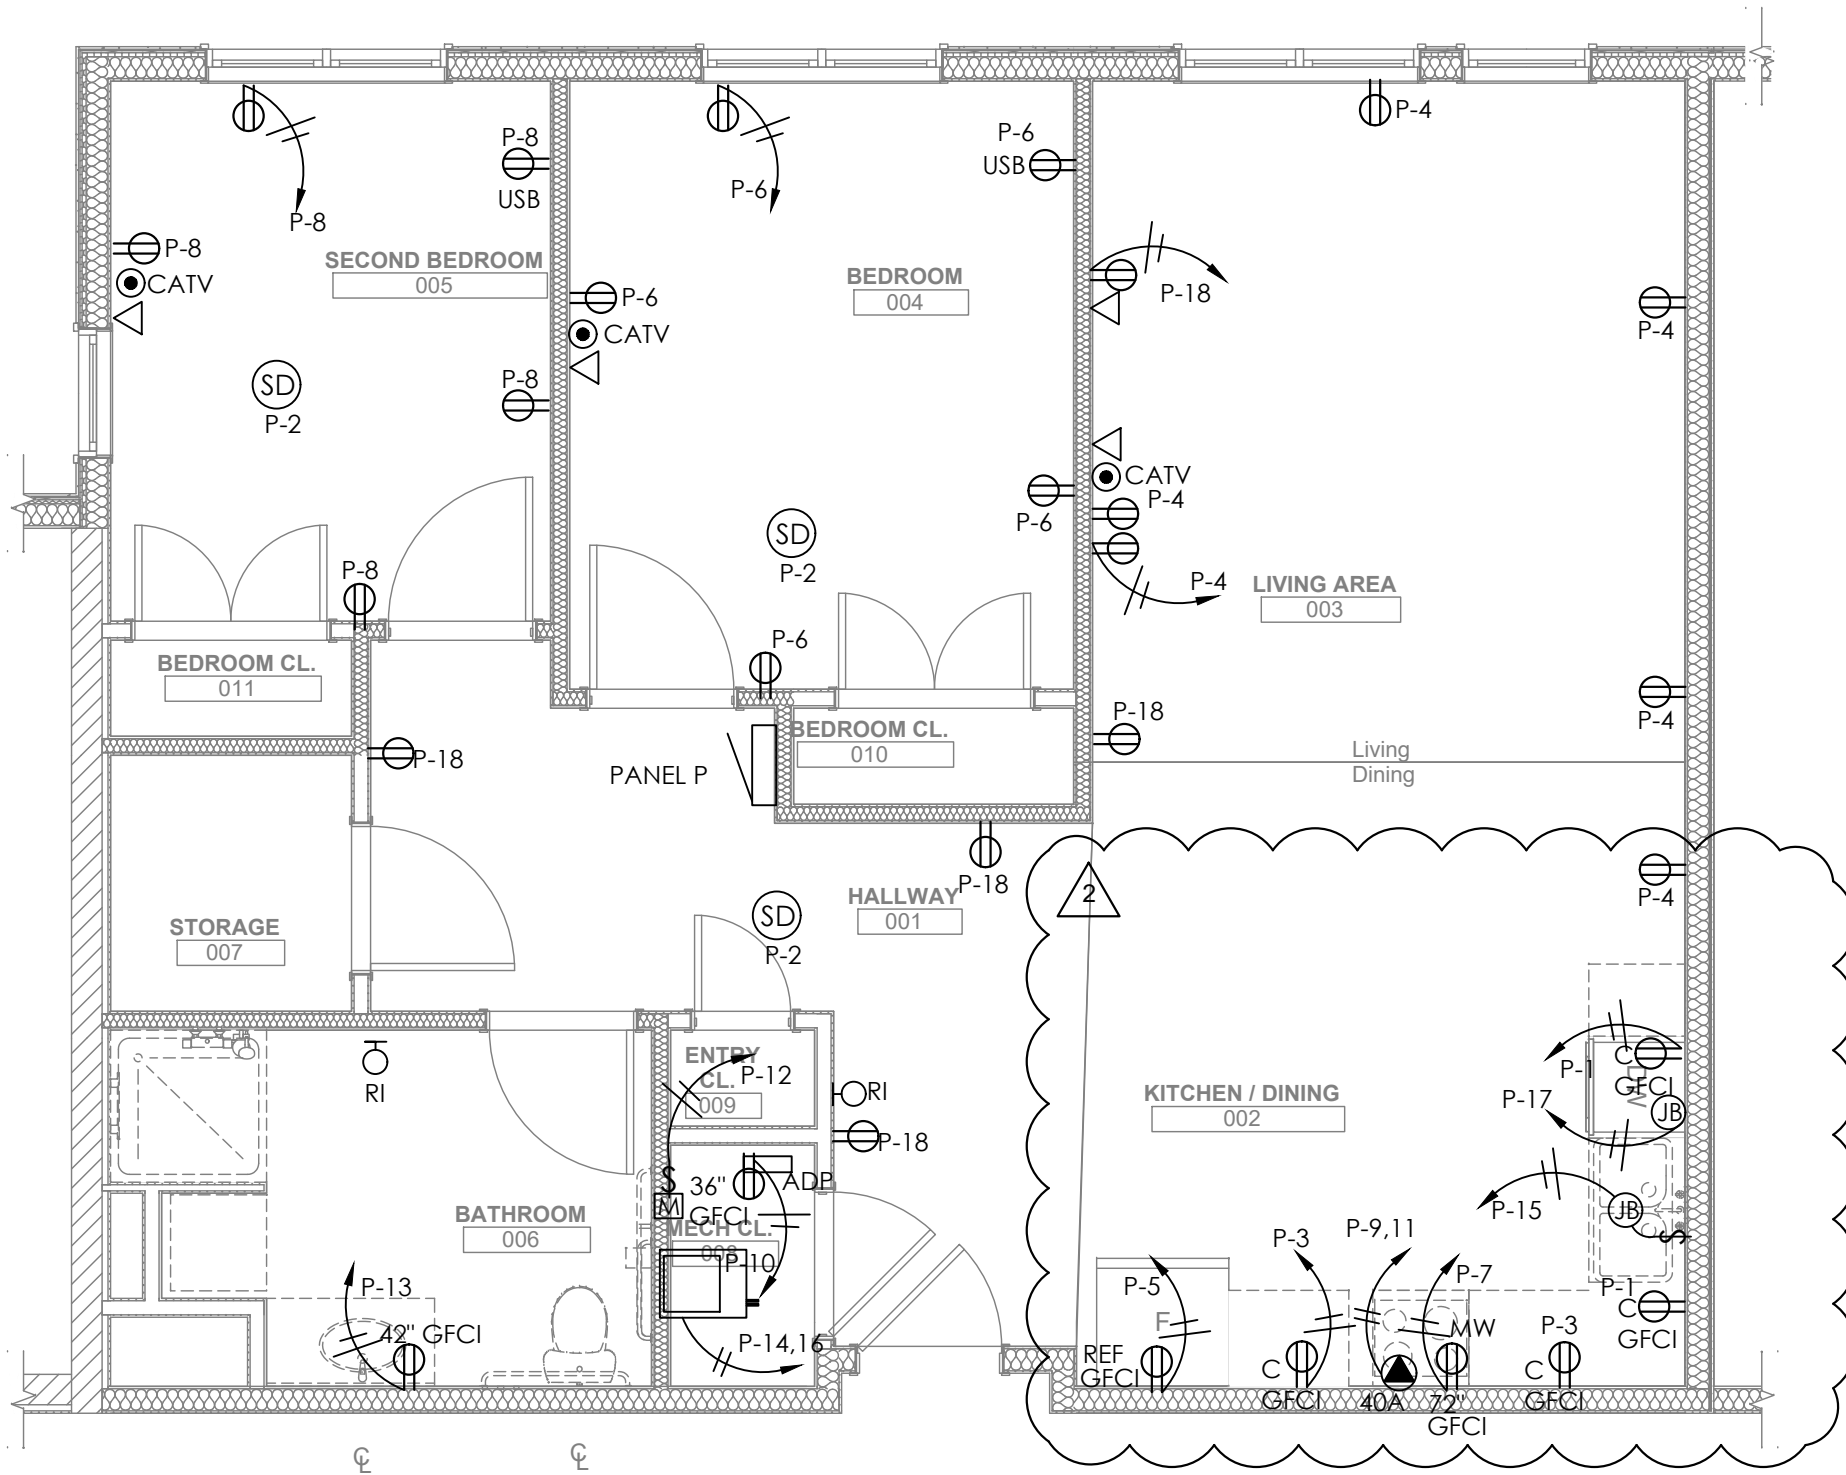 P-4
P-8
USB
P-6
USB
P-8
P-6
P-8
CATV
SECOND BEDROOM
005
BEDROOM
004
P-18
P-6
CATV
P-4
SD
P-2
P-8
CATV
P-4
P-6
SD
P-2
P-8
P-4
LIVING AREA
003
P-6
BEDROOM CL.
011
P-4
P-18
BEDROOM CL.
010
Living
Dining
P-18
PANEL P
P-18
P-4
2
HALLWAY
001
SD
P-2
STORAGE
007
RI
ENTRY
CL.
009
P-12
RI
P-18
KITCHEN / DINING
002
P-1
C
GFCI
DW
P-17
JB
S
M
36"
GFCI
ADP
MECH CL.
008
P-10
BATHROOM
006
P-15
JB
S
P-13
42" GFCI
P-14,16
P-5
F
P-3
P-9,11
P-7
MW
P-3
P-1
C
GFCI
REF
GFCI
C
GFCI
40A
72"
GFCI
C
GFCI
CL
CL